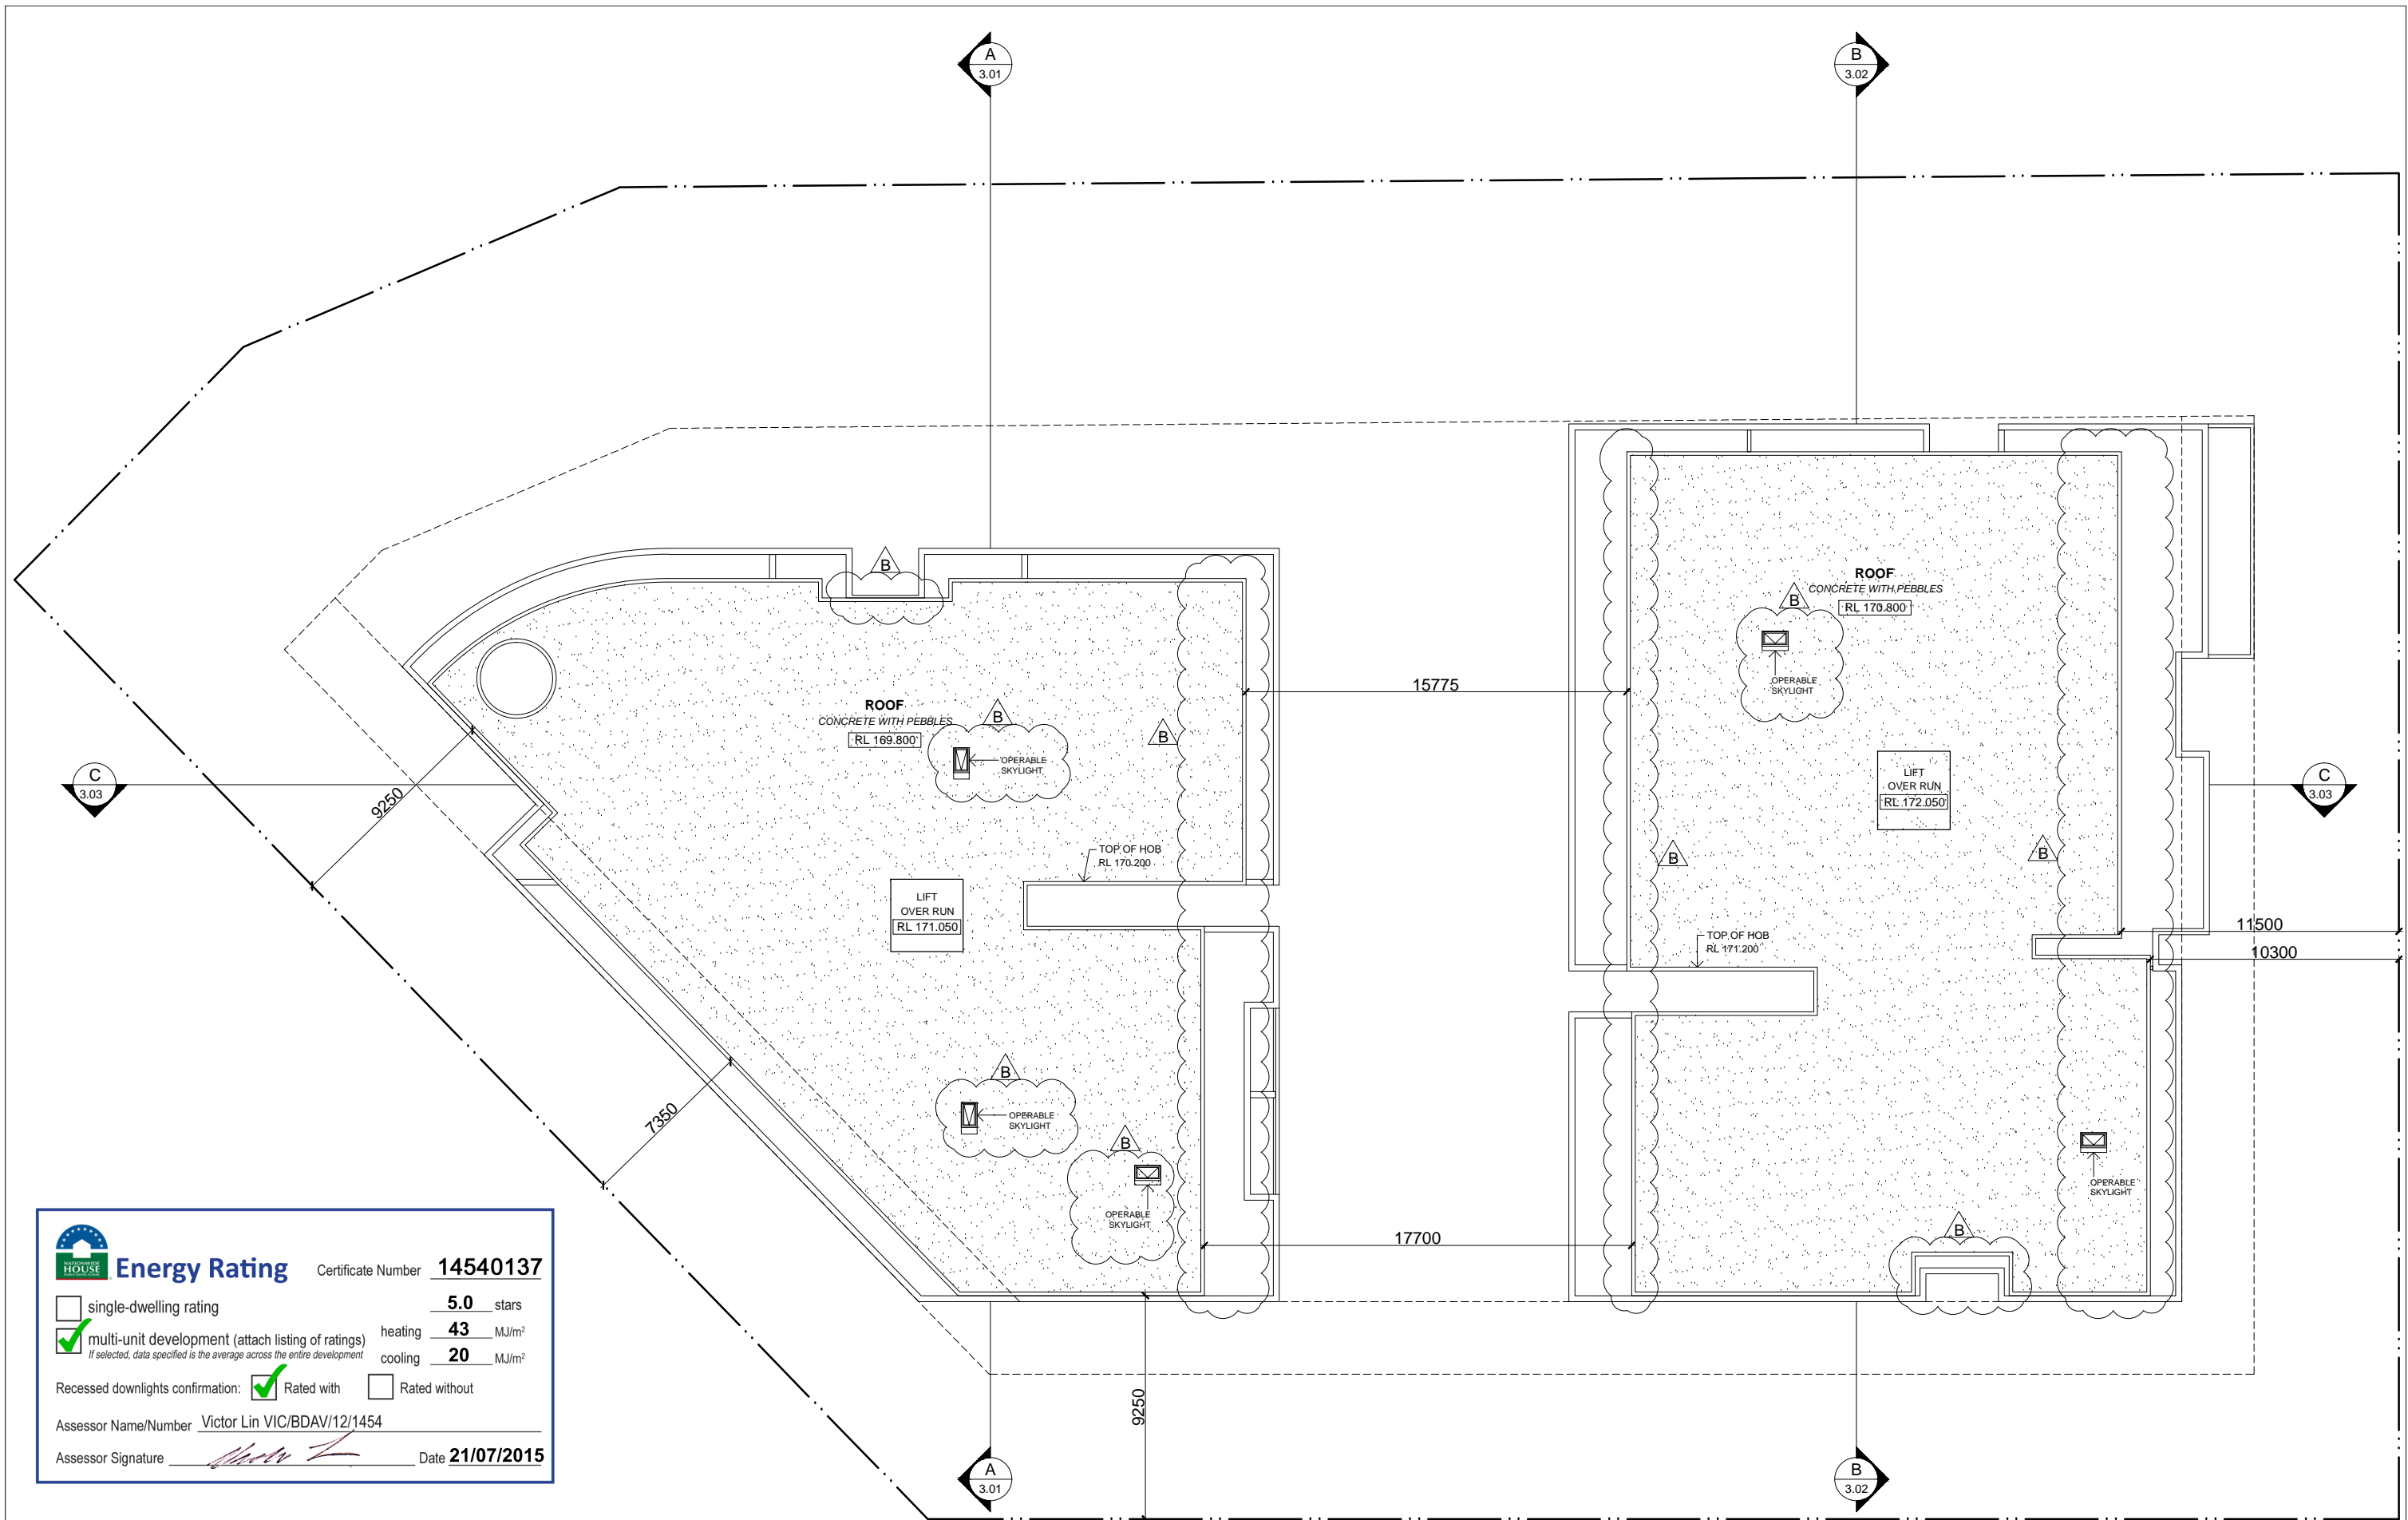 A
3.01
B
3.02
B
ROOF
CONCRETE WITH PEBBLES
RL 170.800
B
OPERABLE
SKYLIGHT
15775
ROOF
CONCRETE WITH PEBBLES
RL 169.800
B
OPERABLE
SKYLIGHT
B
C
3.03
9250
LIFT
OVER RUN
RL 172.050
C
3.03
TOP OF HOB
RL 170.200
B
B
LIFT
OVER RUN
RL 171.050
TOP OF HOB
RL 171.200
11500
10300
B
OPERABLE
SKYLIGHT
7350
B
OPERABLE
SKYLIGHT
OPERABLE
SKYLIGHT
17700
B
9250
A
3.01
B
3.02
NATIONWIDE
HOUSE
Energy Rating
Certificate Number 14540137
single-dwelling rating
5.0 stars
multi-unit development (attach listing of ratings)
If selected, data specified is the average across the entire development
heating 43 MJ/m²
cooling 20 MJ/m²
Recessed downlights confirmation: Rated with Rated without
Assessor Name/Number Victor Lin VIC/BDAV/12/1454
Assessor Signature
Date 21/07/2015